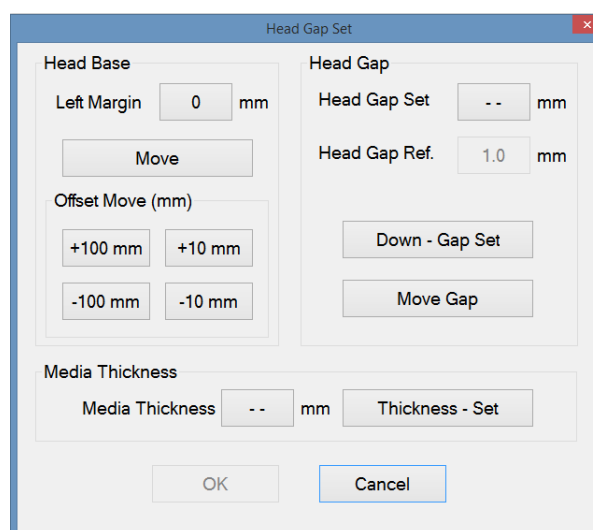 Head Gap Set
Head Base
Left Margin 0 mm
Move
Offset Move (mm)
+100 mm +10 mm
-100 mm -10 mm
Head Gap
Head Gap Set - - mm
Head Gap Ref. 1.0 mm
Down - Gap Set
Move Gap
Media Thickness
Media Thickness - - mm Thickness - Set
OK Cancel